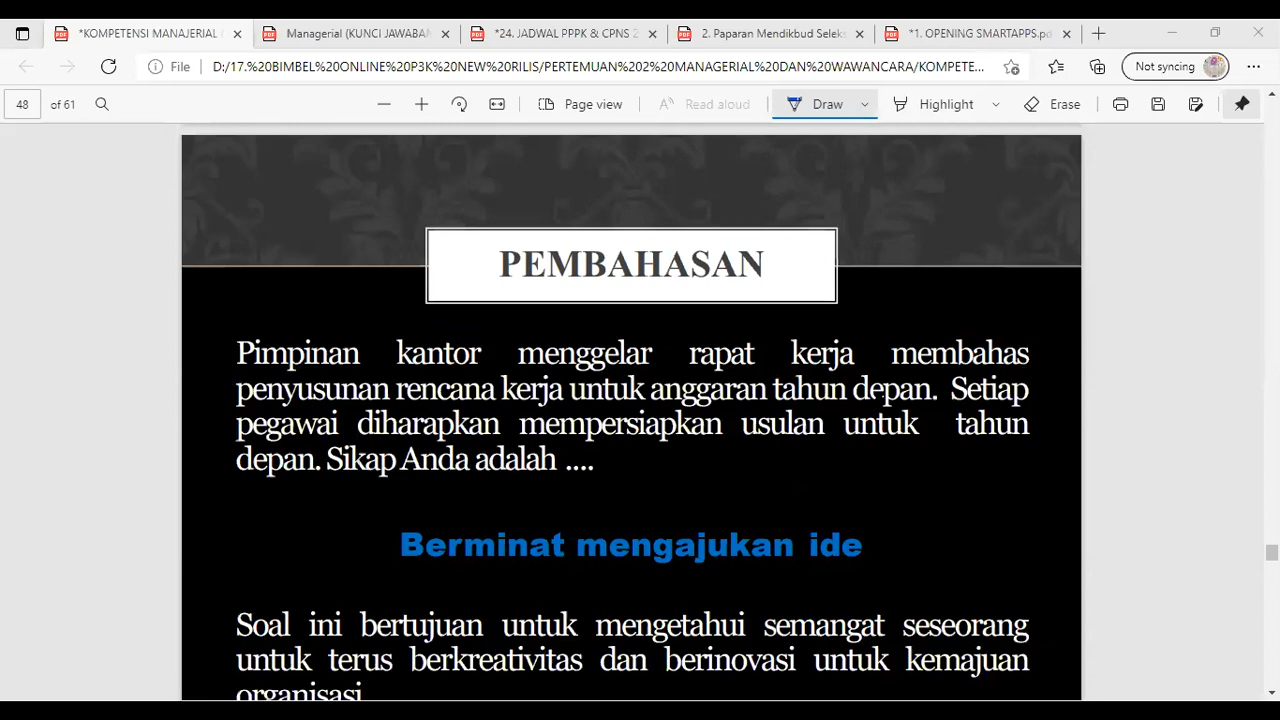 *KOMPETENSI MANAJERIAL
Managerial (KUNCI JAWABAN
*24. JADWAL PPPK & CPNS 2
2. Paparan Mendikbud Seleks
*1. OPENING SMARTAPPS.pd
File
D:/17.%20BIMBEL%20ONLINE%20P3K%20NEW%20RILIS/PERTEMUAN%202%20MANAGERIAL%20DAN%20WAWANCARA/KOMPETE...
Not syncing
48 of 61
Page view
Read aloud
Draw
Highlight
Erase
PEMBAHASAN
Pimpinan kantor menggelar rapat kerja membahas
penyusunan rencana kerja untuk anggaran tahun depan. Setiap
pegawai diharapkan mempersiapkan usulan untuk tahun
depan. Sikap Anda adalah ....
Berminat mengajukan ide
Soal ini bertujuan untuk mengetahui semangat seseorang
untuk terus berkreativitas dan berinovasi untuk kemajuan
organisasi